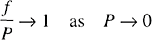 f/P → 1 as P → 0